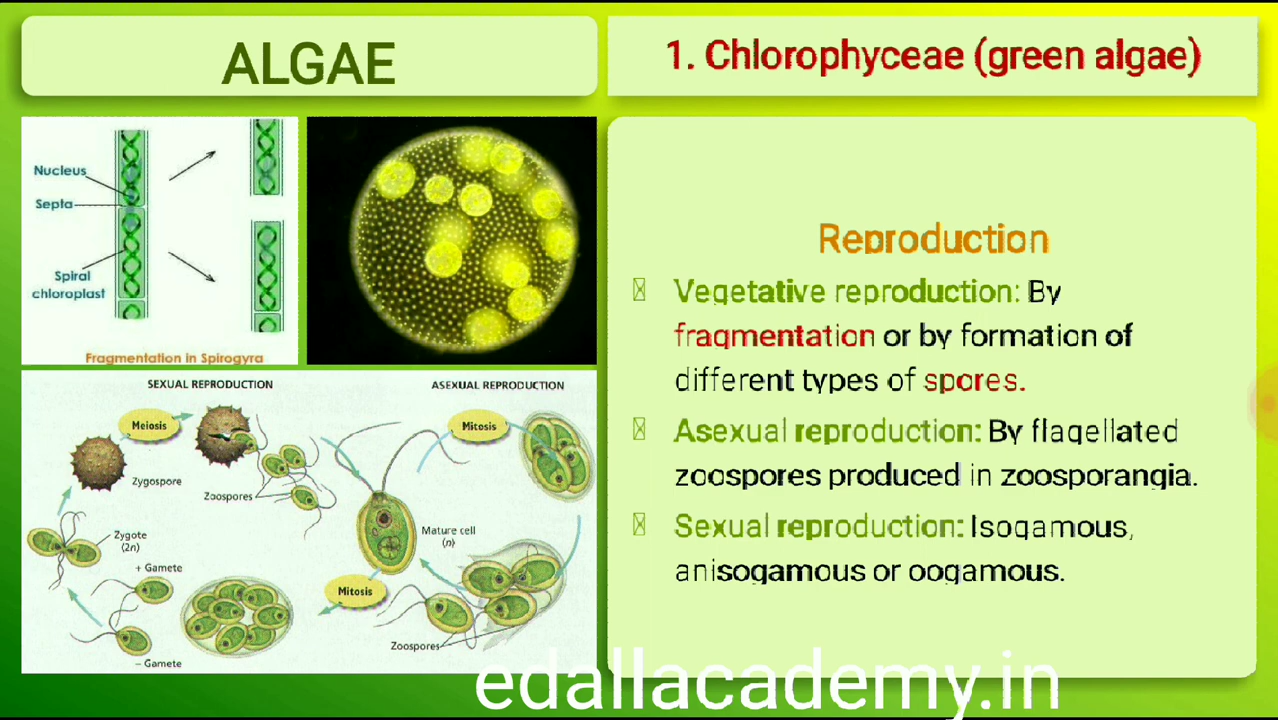 ALGAE
1. Chlorophyceae (green algae)
Nucleus
Septa
Spiral
chloroplast
Fragmentation in Spirogyra
SEXUAL REPRODUCTION
ASEXUAL REPRODUCTION
Meiosis
Mitosis
Zygospore
Zoospores
Mature cell
(n)
Zygote
(2n)
+ Gamete
Mitosis
Zoospores
− Gamete
Reproduction
Vegetative reproduction: By
fragmentation or by formation of
different types of spores.
Asexual reproduction: By flagellated
zoospores produced in zoosporangia.
Sexual reproduction: Isogamous,
anisogamous or oogamous.
edallacademy.in